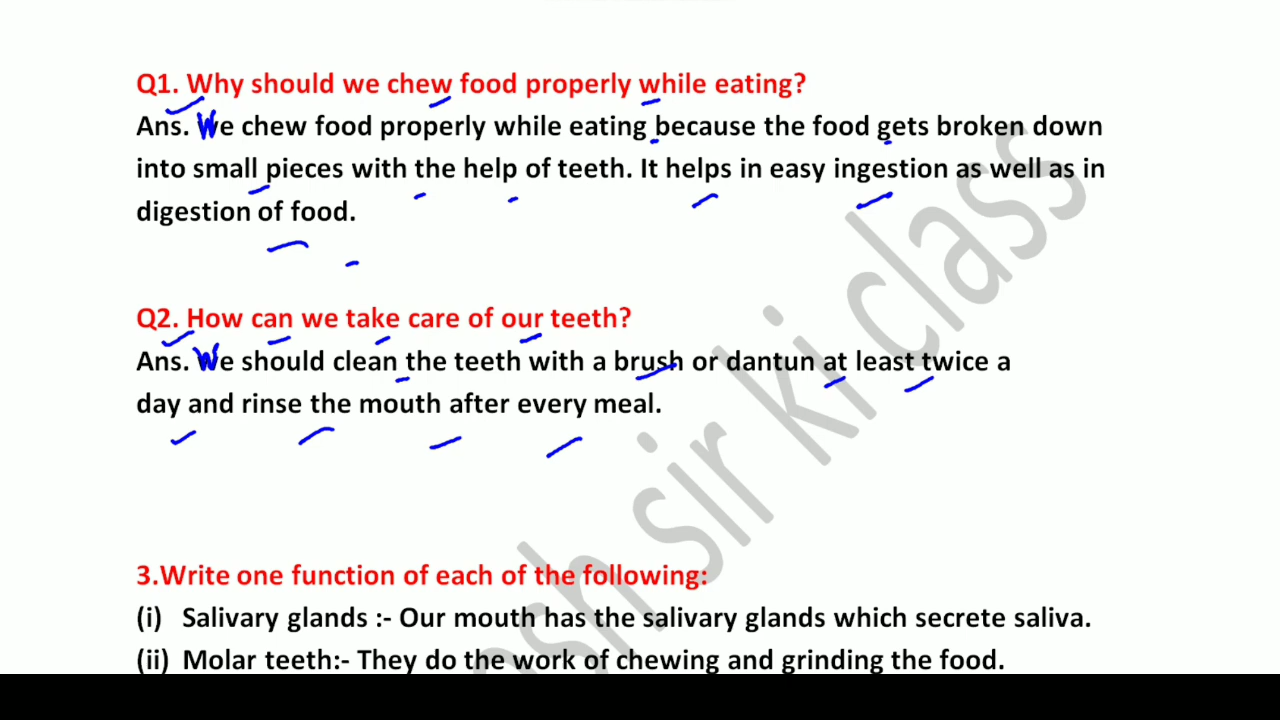 Q1. Why should we chew food properly while eating?
Ans. We chew food properly while eating because the food gets broken down
into small pieces with the help of teeth. It helps in easy ingestion as well as in
digestion of food.
Q2. How can we take care of our teeth?
Ans. We should clean the teeth with a brush or dantun at least twice a
day and rinse the mouth after every meal.
3.Write one function of each of the following:
(i) Salivary glands :- Our mouth has the salivary glands which secrete saliva.
(ii) Molar teeth:- They do the work of chewing and grinding the food.
sir ki class